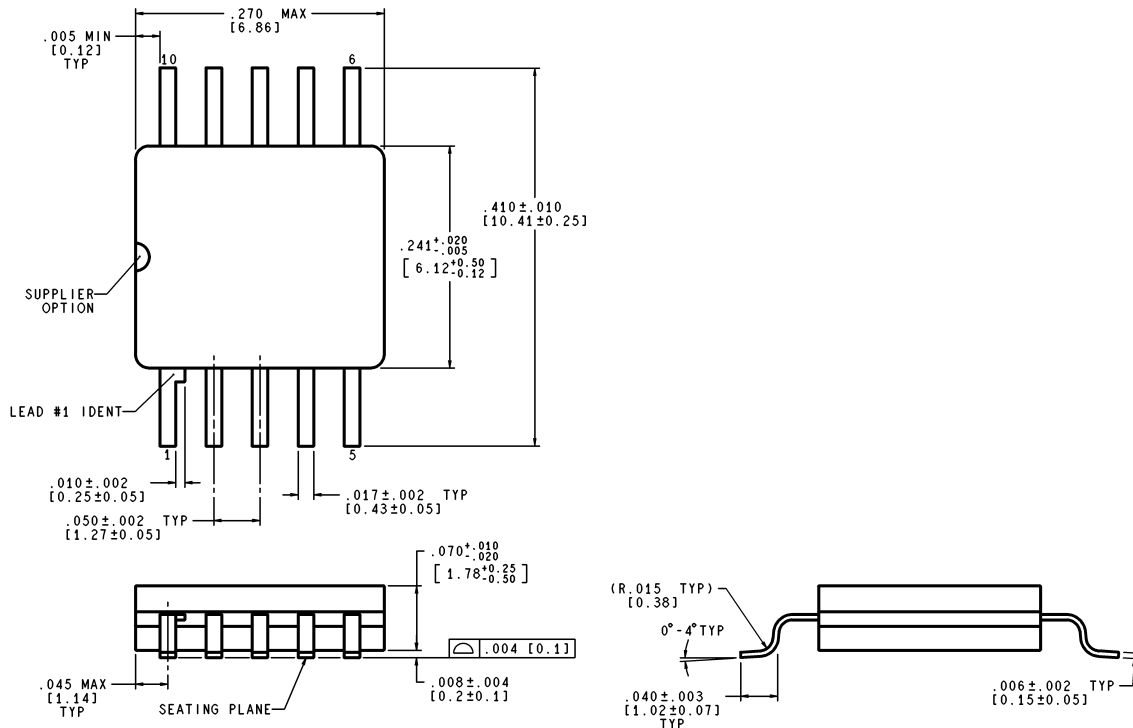 .270 MAX
[6.86]
.005 MIN
[0.12]
TYP
10
6
.410±.010
[10.41±0.25]
.241+.020
-.005
[ 6.12+0.50
-0.12 ]
SUPPLIER
OPTION
LEAD #1 IDENT
1
5
.010±.002
[0.25±0.05]
.017±.002 TYP
[0.43±0.05]
.050±.002 TYP
[1.27±0.05]
.070+.010
-.020
[ 1.78+0.25
-0.50 ]
(R.015 TYP)
[0.38]
0°-4°TYP
.004 [0.1]
.045 MAX
[1.14]
TYP
SEATING PLANE
.008±.004
[0.2±0.1]
.040±.003
[1.02±0.07]
TYP
.006±.002 TYP
[0.15±0.05]